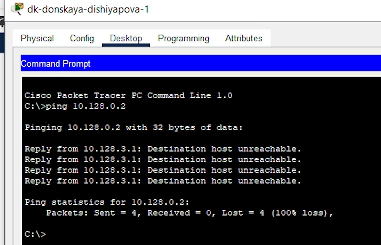 dk-donskaya-dishiyapova-1
Physical Config Desktop Programming Attributes
Command Prompt
Cisco Packet Tracer PC Command Line 1.0
C:\>ping 10.128.0.2
Pinging 10.128.0.2 with 32 bytes of data:
Reply from 10.128.3.1: Destination host unreachable.
Reply from 10.128.3.1: Destination host unreachable.
Reply from 10.128.3.1: Destination host unreachable.
Reply from 10.128.3.1: Destination host unreachable.
Ping statistics for 10.128.0.2:
Packets: Sent = 4, Received = 0, Lost = 4 (100% loss),
C:\>